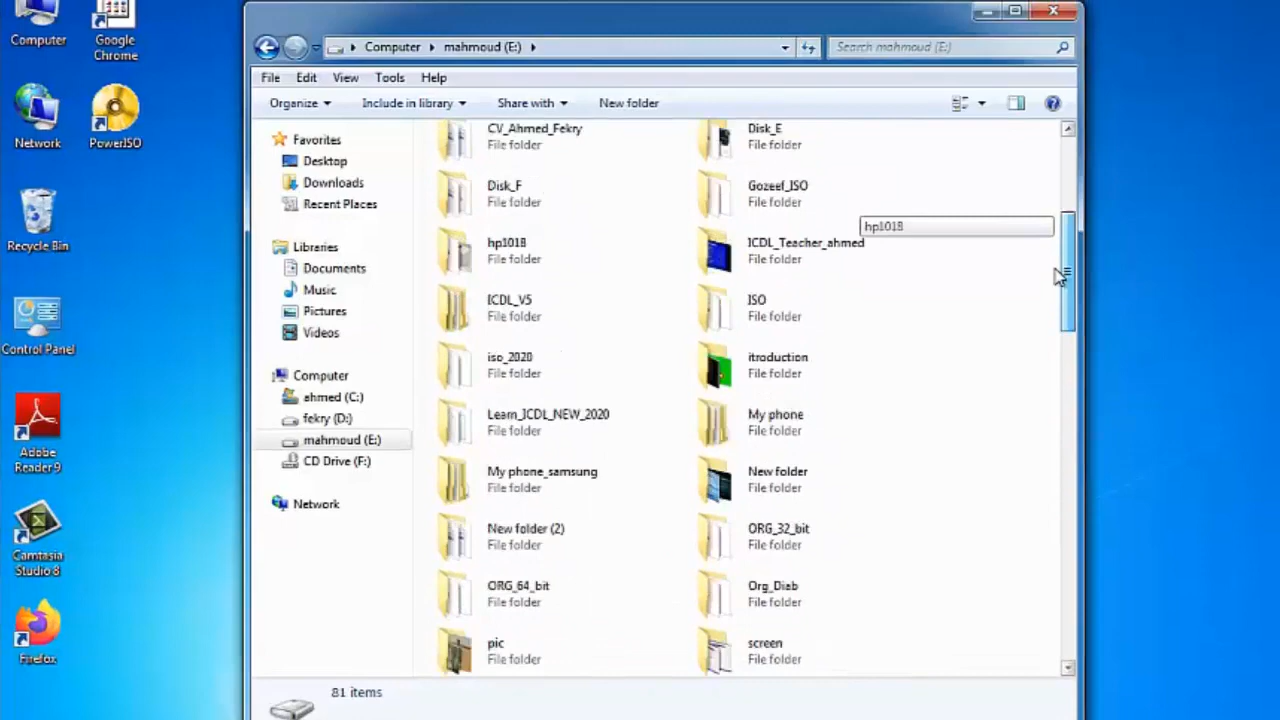 Computer
Google
Chrome
Network
PowerISO
Recycle Bin
Control Panel
Adobe
Reader 9
Camtasia
Studio 8
Firefox
Computer
mahmoud (E:)
Search mahmoud (E:)
File Edit View Tools Help
Organize Include in library Share with New folder
Favorites
Desktop
Downloads
Recent Places
Libraries
Documents
Music
Pictures
Videos
Computer
ahmed (C:)
fekry (D:)
mahmoud (E:)
CD Drive (F:)
Network
CV_Ahmed_Fekry
File folder
Disk_E
File folder
Disk_F
File folder
Gozeef_ISO
File folder
hp1018
File folder
ICDL_Teacher_ahmed
File folder
hp1018
ICDL_V5
File folder
ISO
File folder
iso_2020
File folder
itroduction
File folder
Learn_ICDL_NEW_2020
File folder
My phone
File folder
My phone_samsung
File folder
New folder
File folder
New folder (2)
File folder
ORG_32_bit
File folder
ORG_64_bit
File folder
Org_Diab
File folder
pic
File folder
screen
File folder
81 items